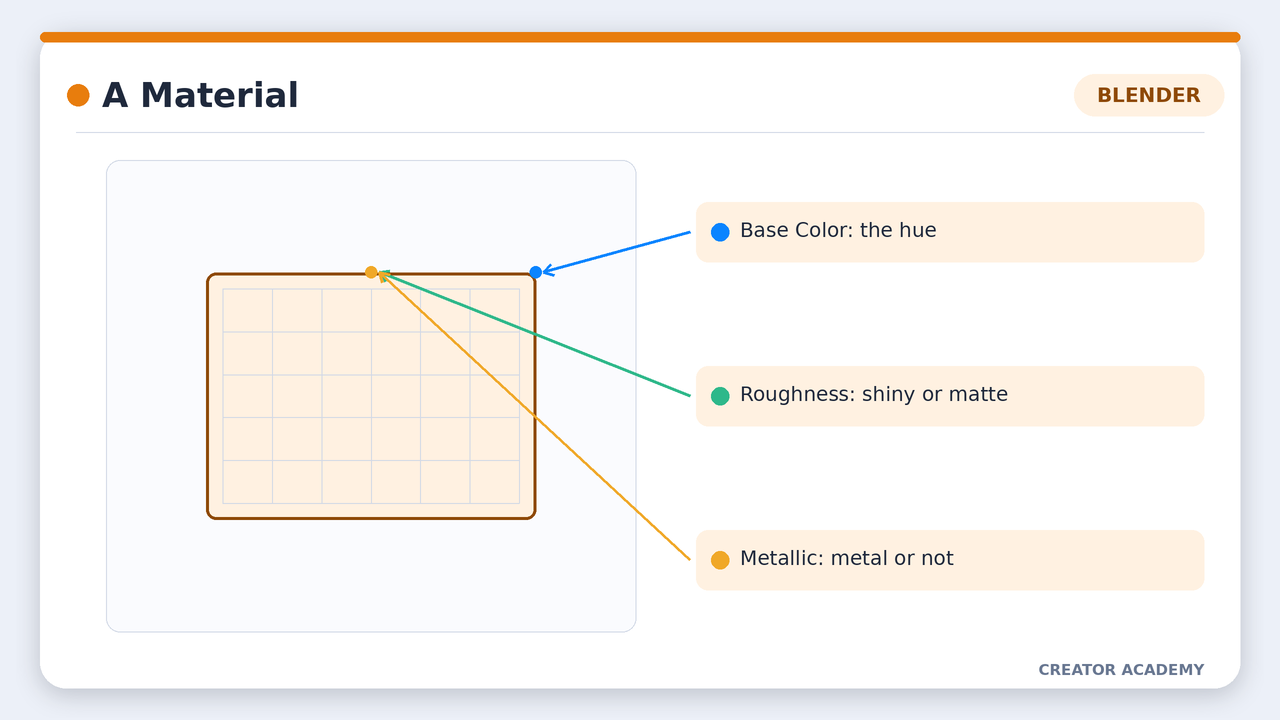 A Material
BLENDER
Base Color: the hue
Roughness: shiny or matte
Metallic: metal or not
CREATOR ACADEMY